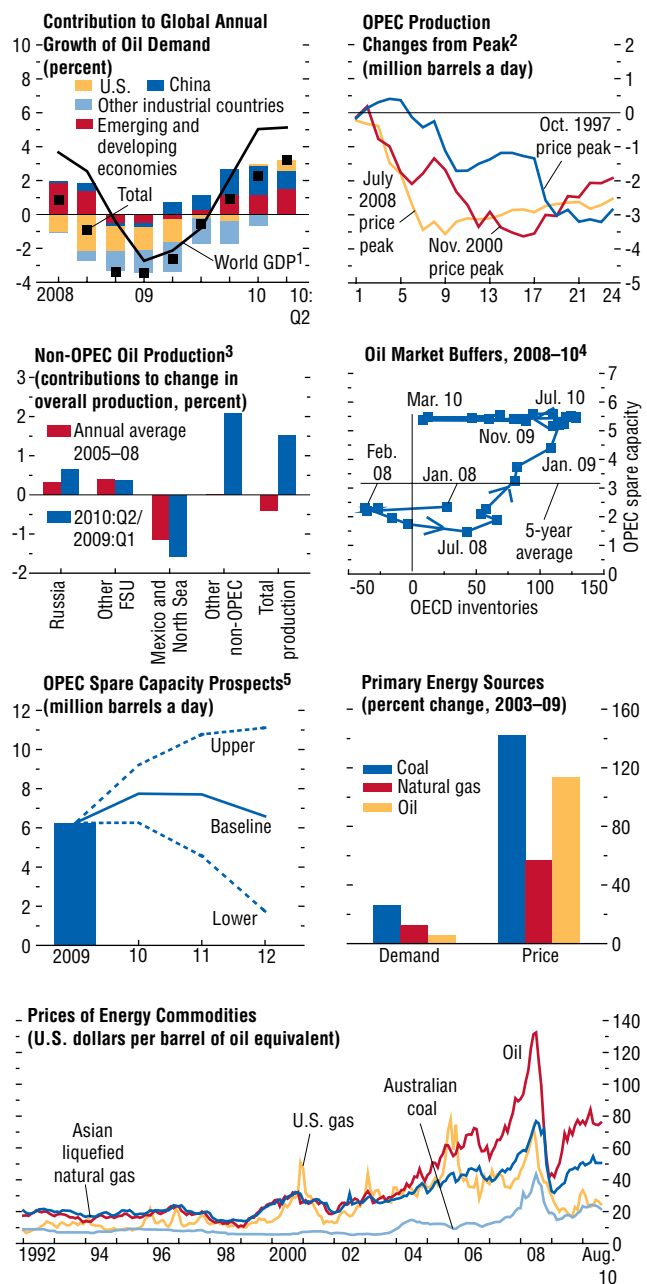 Contribution to Global Annual
Growth of Oil Demand
(percent)
10
8
6
4
2
0
-2
-4
U.S.
China
Other industrial countries
Emerging and
developing
economies
Total
World GDP1
2008
09
10
10:
Q2
OPEC Production
Changes from Peak2
(million barrels a day)
2
1
0
-1
-2
-3
-4
-5
Oct. 1997
price peak
July
2008
price
peak
Nov. 2000
price peak
1
5
9
13
17
21
24
Non-OPEC Oil Production3
(contributions to change in
overall production, percent)
3
2
1
0
-1
-2
Annual average
2005–08
2010:Q2/
2009:Q1
Russia
Other
FSU
Mexico and
North Sea
Other
non-OPEC
Total
production
Oil Market Buffers, 2008–104
7
6
5
4
3
2
1
0
OPEC spare capacity
Mar. 10
Jul. 10
Nov. 09
Feb.
08
Jan. 08
Jan. 09
Jul. 08
5-year
average
-50
0
50
100
150
OECD inventories
OPEC Spare Capacity Prospects5
(million barrels a day)
12
10
8
6
4
2
0
Upper
Baseline
Lower
2009
10
11
12
Primary Energy Sources
(percent change, 2003–09)
160
120
80
40
0
Coal
Natural gas
Oil
Demand
Price
Prices of Energy Commodities
(U.S. dollars per barrel of oil equivalent)
140
120
100
80
60
40
20
0
Oil
Australian
coal
U.S. gas
Asian
liquefied
natural gas
1992
94
96
98
2000
02
04
06
08
Aug.
10